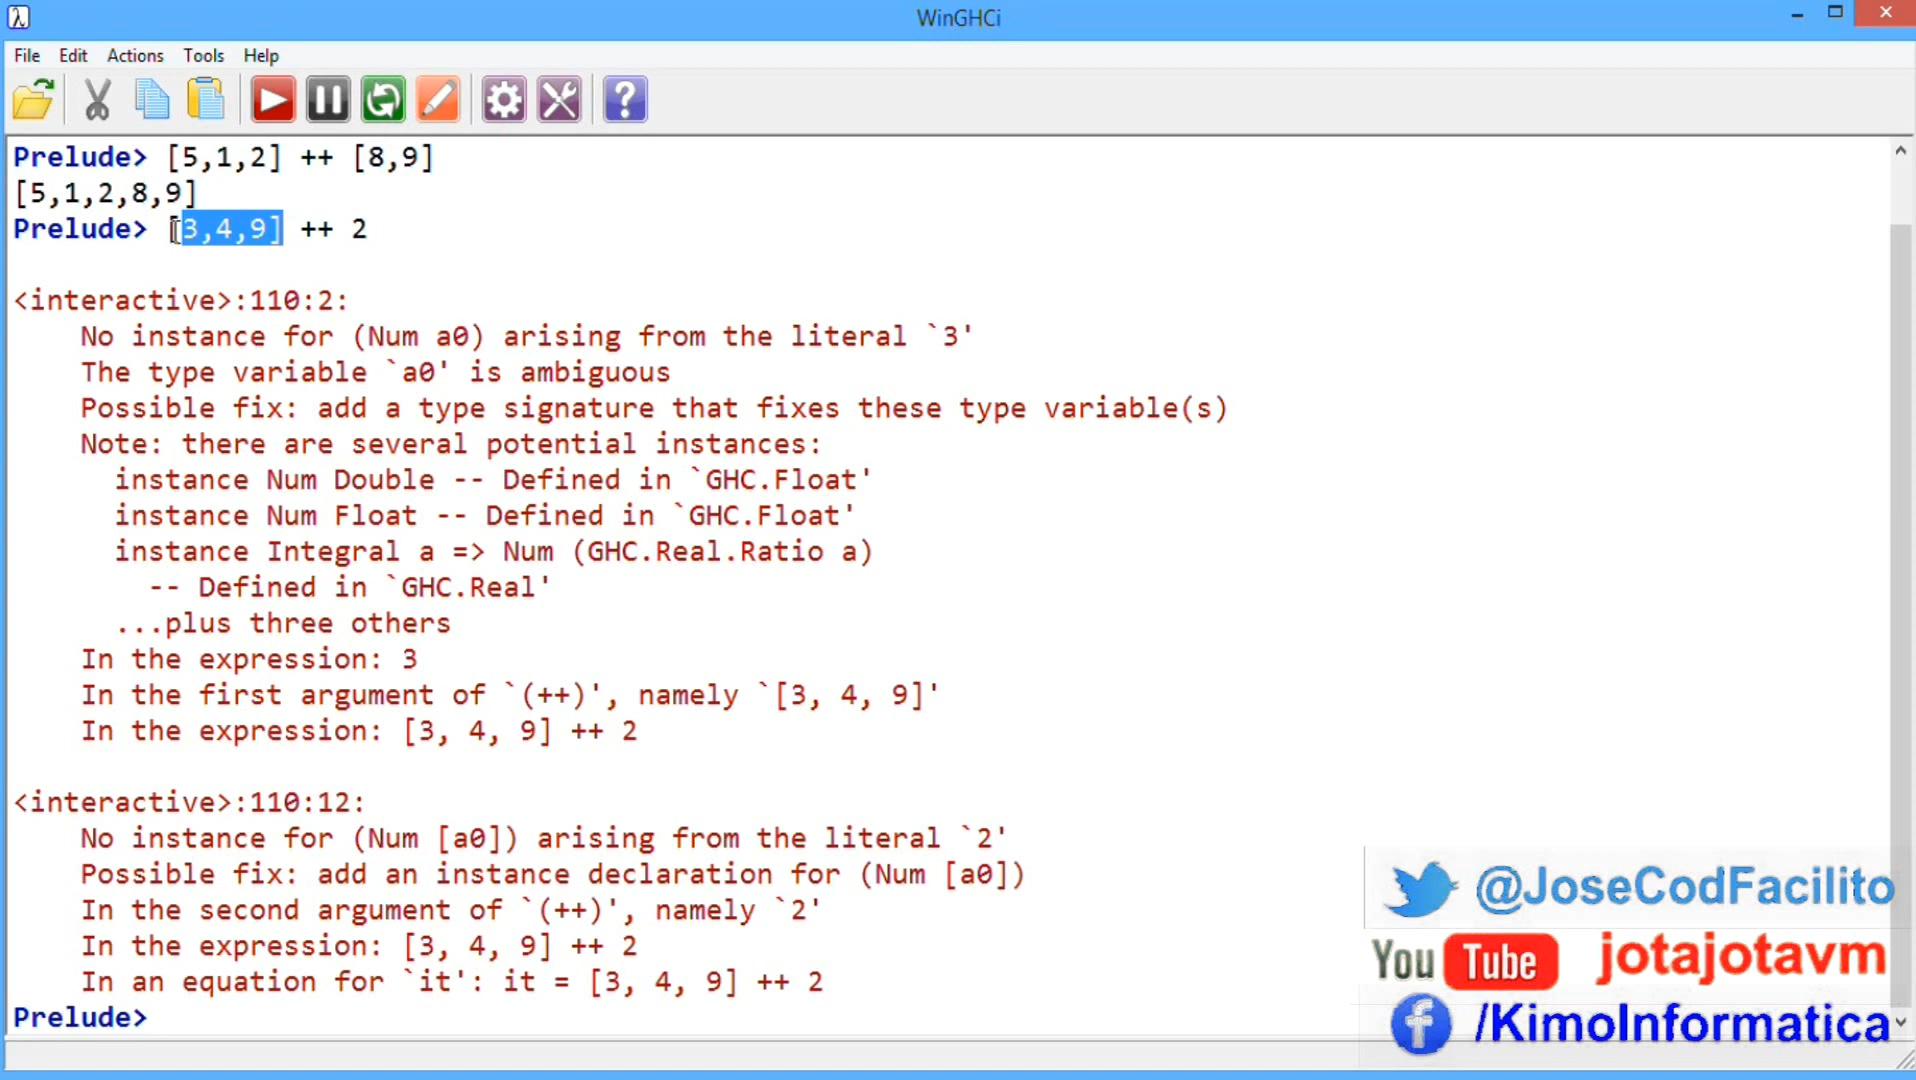 WinGHCi
File Edit Actions Tools Help
Prelude> [5,1,2] ++ [8,9]
[5,1,2,8,9]
Prelude> [3,4,9] ++ 2
<interactive>:110:2:
No instance for (Num a0) arising from the literal `3'
The type variable `a0' is ambiguous
Possible fix: add a type signature that fixes these type variable(s)
Note: there are several potential instances:
instance Num Double -- Defined in `GHC.Float'
instance Num Float -- Defined in `GHC.Float'
instance Integral a => Num (GHC.Real.Ratio a)
-- Defined in `GHC.Real'
...plus three others
In the expression: 3
In the first argument of `(++)', namely `[3, 4, 9]'
In the expression: [3, 4, 9] ++ 2
<interactive>:110:12:
No instance for (Num [a0]) arising from the literal `2'
Possible fix: add an instance declaration for (Num [a0])
In the second argument of `(++)', namely `2'
In the expression: [3, 4, 9] ++ 2
In an equation for `it': it = [3, 4, 9] ++ 2
Prelude>
@JoseCodFacilito
You Tube jotajotavm
f /KimoInformatica